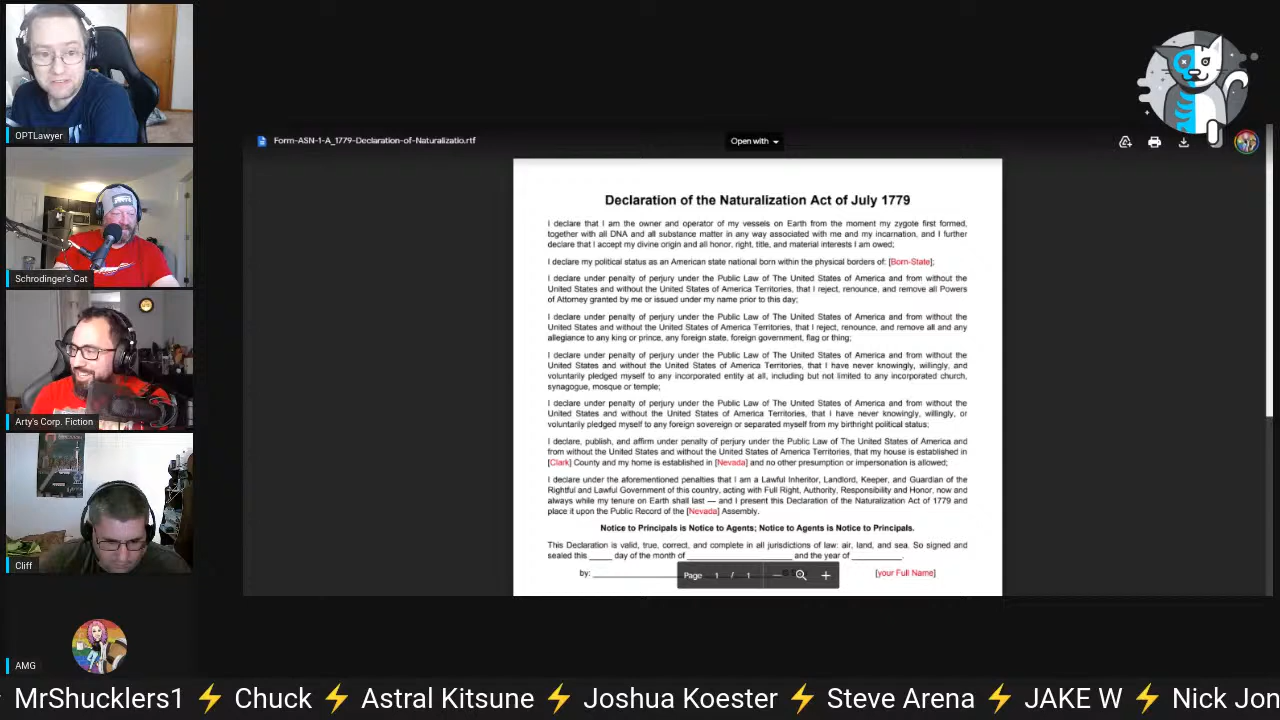 OPTLawyer
Schrodinger's Cat
Arty's Corp. Fiction
Ciff
AMG
Form-ASN-1-A_1779-Declaration-of-Naturalizatio.rtf
Open with
Declaration of the Naturalization Act of July 1779
I declare that I am the owner and operator of my vessels on Earth from the moment my zygote first formed,
together with all DNA and all substance matter in any way associated with me and my incarnation, and I further
declare that I accept my divine origin and all honor, right, title, and material interests I am owed;
I declare my political status as an American state national born within the physical borders of: [Born-State];
I declare under penalty of perjury under the Public Law of The United States of America and from without the
United States and without the United States of America Territories, that I reject, renounce, and remove all Powers
of Attorney granted by me or issued under my name prior to this day;
I declare under penalty of perjury under the Public Law of The United States of America and from without the
United States and without the United States of America Territories, that I reject, renounce, and remove all and any
allegiance to any king or prince, any foreign state, foreign government, flag or thing;
I declare under penalty of perjury under the Public Law of The United States of America and from without the
United States and without the United States of America Territories, that I have never knowingly, willingly, and
voluntarily pledged myself to any incorporated entity at all, including but not limited to any incorporated church,
synagogue, mosque or temple;
I declare under penalty of perjury under the Public Law of The United States of America and from without the
United States and without the United States of America Territories, that I have never knowingly, willingly, or
voluntarily pledged myself to any foreign sovereign or separated myself from my birthright political status;
I declare, publish, and affirm under penalty of perjury under the Public Law of The United States of America and
from without the United States and without the United States of America Territories, that my house is established in
[Clark] County and my home is established in [Nevada] and no other presumption or impersonation is allowed;
I declare under the aforementioned penalties that I am a Lawful Inheritor, Landlord, Keeper, and Guardian of the
Rightful and Lawful Government of this country, acting with Full Right, Authority, Responsibility and Honor, now and
always while my tenure on Earth shall last — and I present this Declaration of the Naturalization Act of 1779 and
place it upon the Public Record of the [Nevada] Assembly.
Notice to Principals is Notice to Agents; Notice to Agents is Notice to Principals.
This Declaration is valid, true, correct, and complete in all jurisdictions of law: air, land, and sea. So signed and
sealed this _____ day of the month of ______________________ and the year of __________.
by: ________________ [your Full Name]
Page 1 / 1
MrShucklers1 ⚡ Chuck ⚡ Astral Kitsune ⚡ Joshua Koester ⚡ Steve Arena ⚡ JAKE W ⚡ Nick Jon